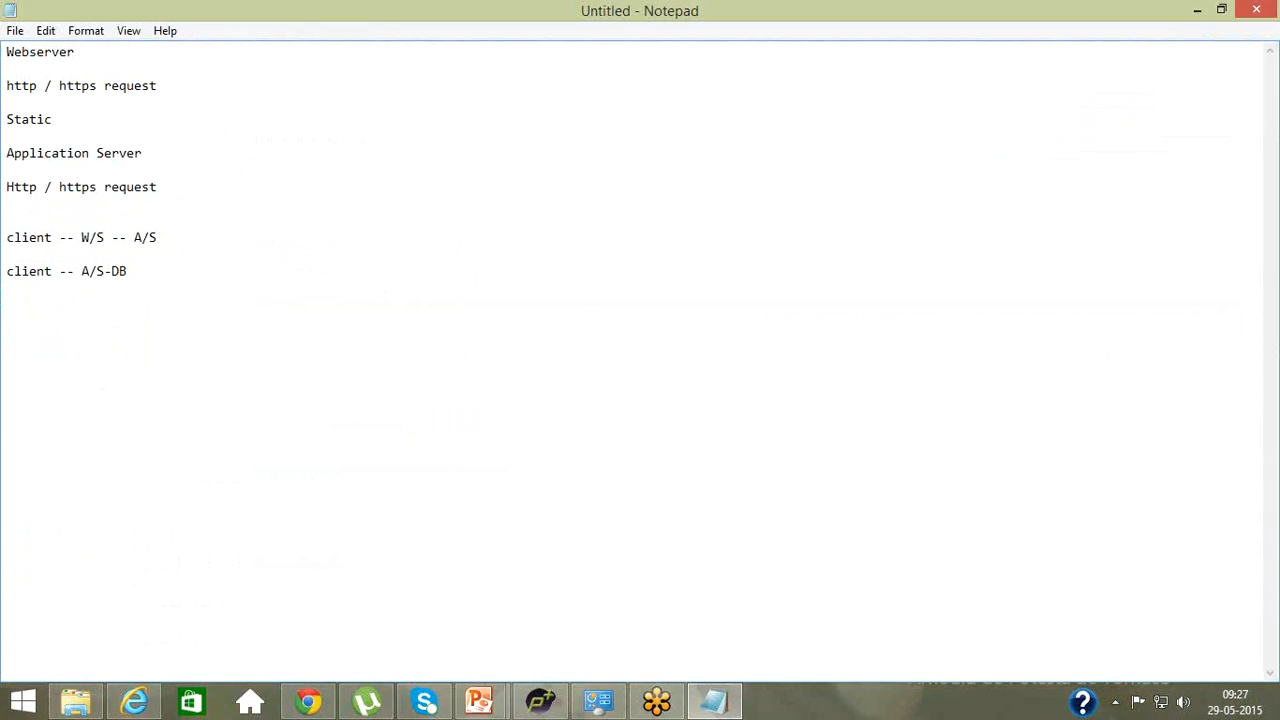 Untitled - Notepad
File Edit Format View Help
Webserver
http / https request
Static
Application Server
Http / https request
client -- W/S -- A/S
client -- A/S-DB
09:27
29-05-2015